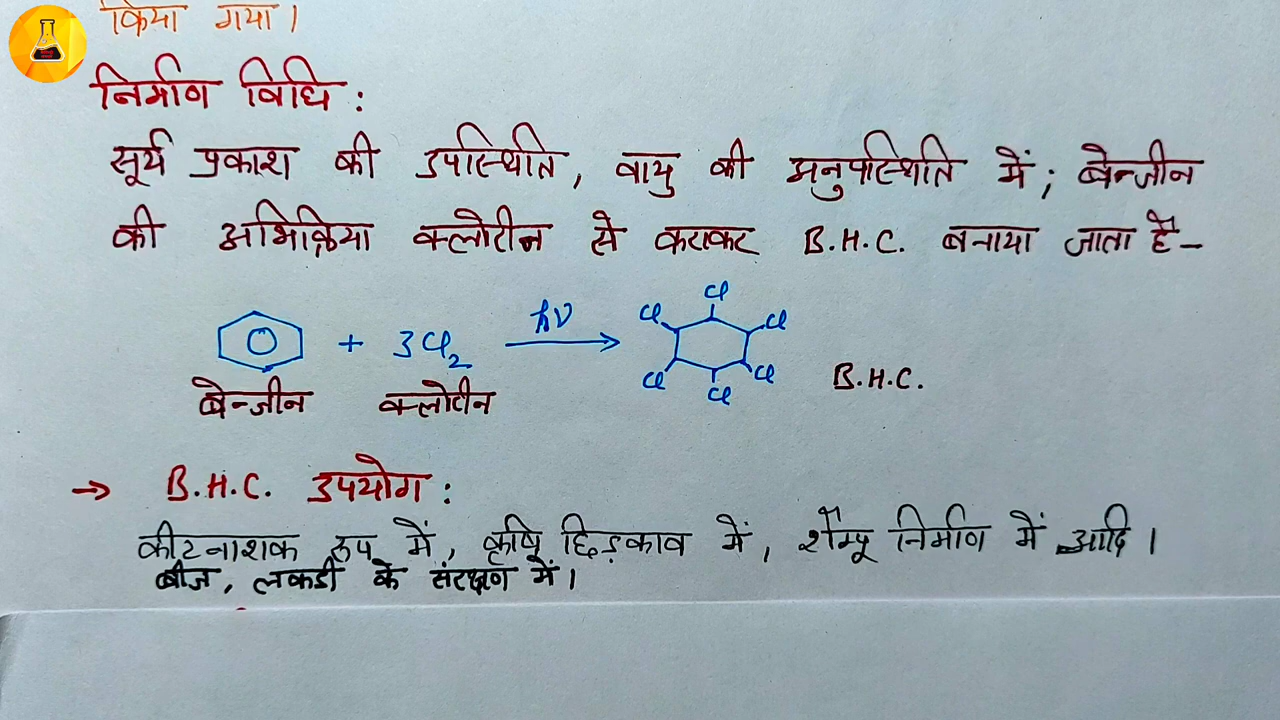 किया गया।
निर्माण विधि :
सूर्य प्रकाश की उपस्थिति, वायु की अनुपस्थिति में; बेन्जीन
की अभिक्रिया क्लोरीन से कराकर B.H.C. बनाया जाता है -
+ 3Cl₂ hν → Cl Cl Cl Cl Cl Cl B.H.C.
बेन्जीन क्लोरीन
→ B.H.C. उपयोग :
कीटनाशक रूप में, कृषि छिड़काव में, शैम्पू निर्माण में आदि।
बीज, लकडी के संरक्षण में।